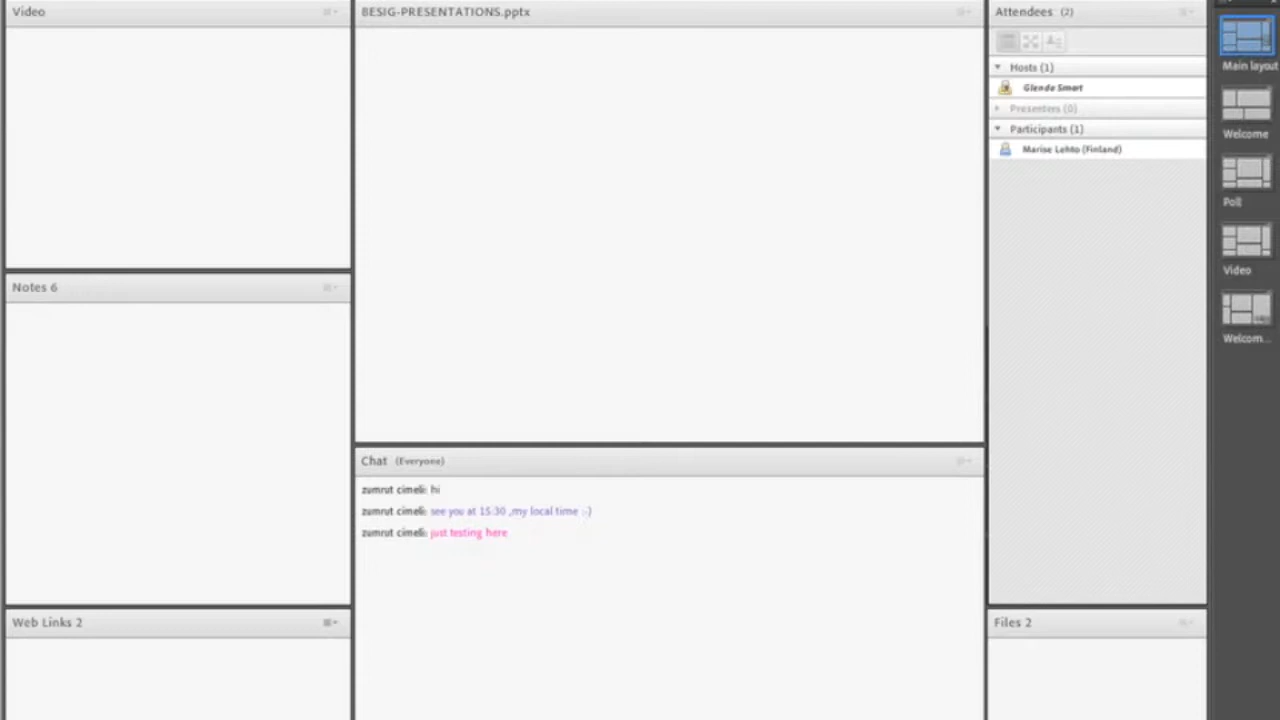 Video
BESIG-PRESENTATIONS.pptx
Attendees (2)
Hosts (1)
Glenda Smart
Presenters (0)
Participants (1)
Marise Lehto (Finland)
Main layout
Welcome
Poll
Video
Welcom...
Notes 6
Chat (Everyone)
zumrut cimeli: hi
zumrut cimeli: see you at 15:30 ,my local time :-)
zumrut cimeli: just testing here
Web Links 2
Files 2